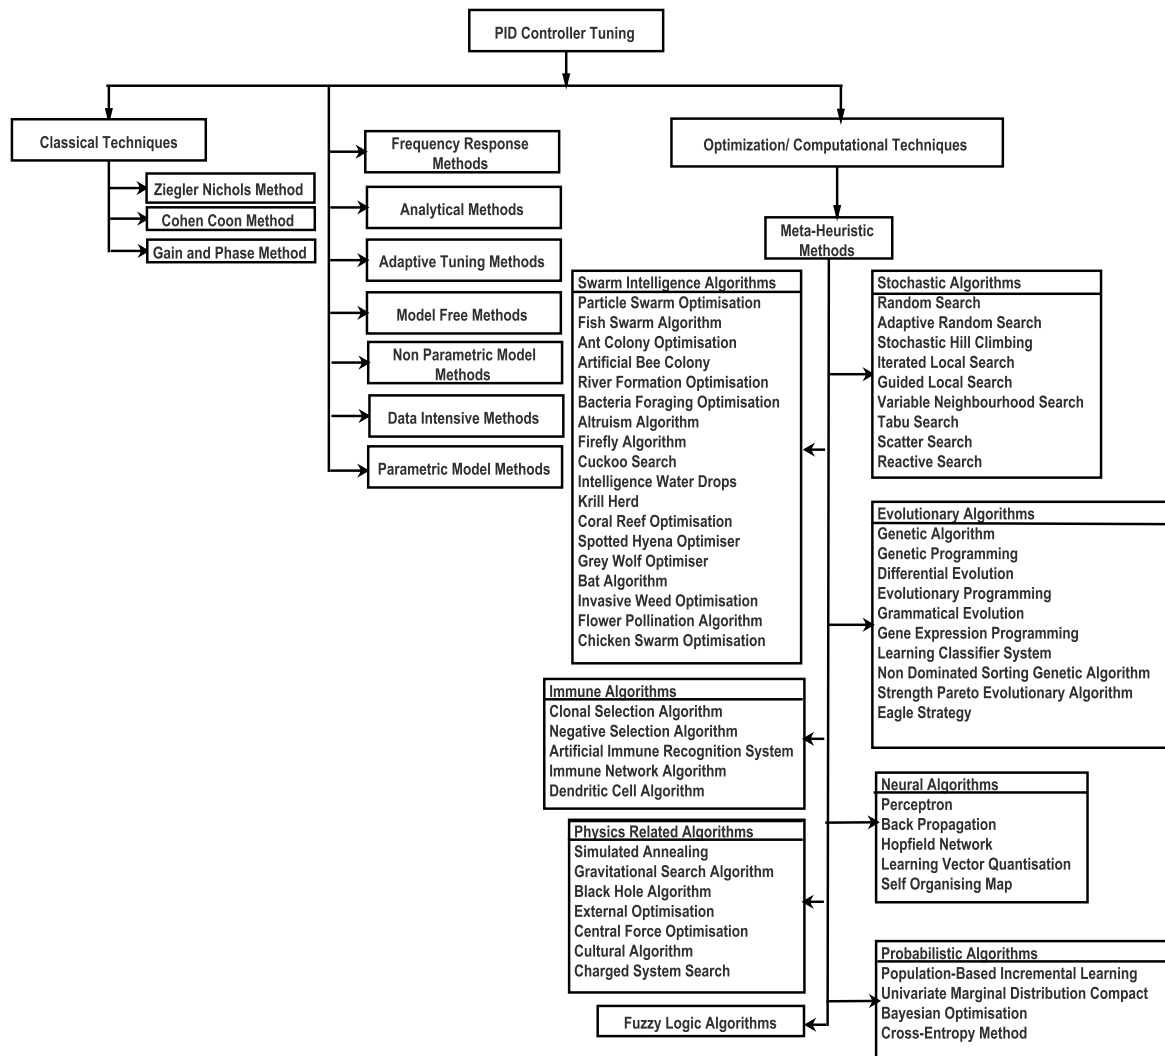 PID Controller Tuning
Classical Techniques
Ziegler Nichols Method
Cohen Coon Method
Gain and Phase Method
Frequency Response
Methods
Analytical Methods
Adaptive Tuning Methods
Model Free Methods
Non Parametric Model
Methods
Data Intensive Methods
Parametric Model Methods
Optimization/ Computational Techniques
Meta-Heuristic
Methods
Swarm Intelligence Algorithms
Particle Swarm Optimisation
Fish Swarm Algorithm
Ant Colony Optimisation
Artificial Bee Colony
River Formation Optimisation
Bacteria Foraging Optimisation
Altruism Algorithm
Firefly Algorithm
Cuckoo Search
Intelligence Water Drops
Krill Herd
Coral Reef Optimisation
Spotted Hyena Optimiser
Grey Wolf Optimiser
Bat Algorithm
Invasive Weed Optimisation
Flower Pollination Algorithm
Chicken Swarm Optimisation
Stochastic Algorithms
Random Search
Adaptive Random Search
Stochastic Hill Climbing
Iterated Local Search
Guided Local Search
Variable Neighbourhood Search
Tabu Search
Scatter Search
Reactive Search
Evolutionary Algorithms
Genetic Algorithm
Genetic Programming
Differential Evolution
Evolutionary Programming
Grammatical Evolution
Gene Expression Programming
Learning Classifier System
Non Dominated Sorting Genetic Algorithm
Strength Pareto Evolutionary Algorithm
Eagle Strategy
Immune Algorithms
Clonal Selection Algorithm
Negative Selection Algorithm
Artificial Immune Recognition System
Immune Network Algorithm
Dendritic Cell Algorithm
Neural Algorithms
Perceptron
Back Propagation
Hopfield Network
Learning Vector Quantisation
Self Organising Map
Physics Related Algorithms
Simulated Annealing
Gravitational Search Algorithm
Black Hole Algorithm
External Optimisation
Central Force Optimisation
Cultural Algorithm
Charged System Search
Probabilistic Algorithms
Population-Based Incremental Learning
Univariate Marginal Distribution Compact
Bayesian Optimisation
Cross-Entropy Method
Fuzzy Logic Algorithms